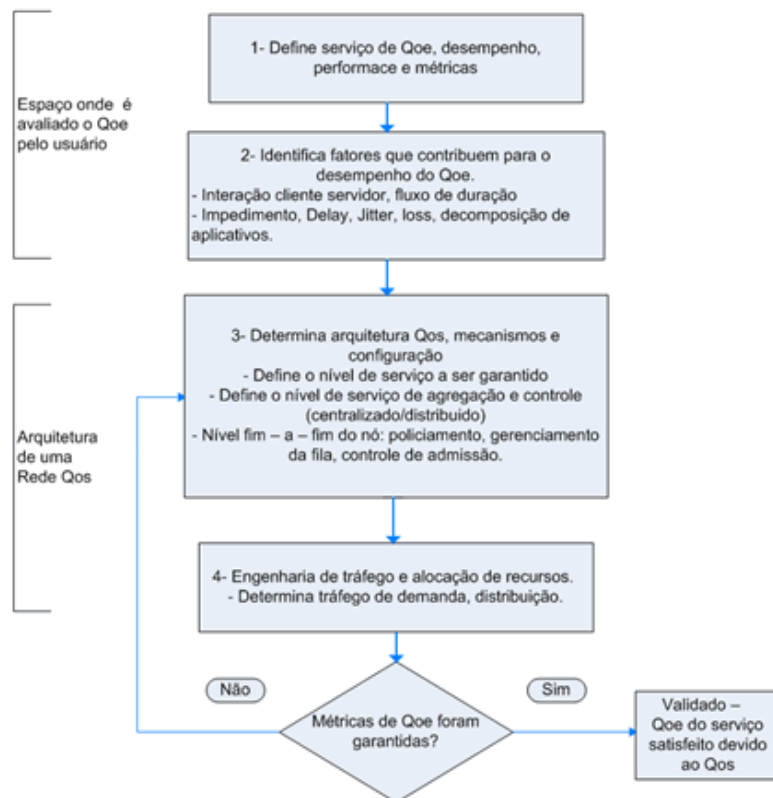 1- Define serviço de Qoe, desempenho,
performace e métricas
Espaço onde é
avaliado o Qoe
pelo usuário
2- Identifica fatores que contribuem para o
desempenho do Qoe.
- Interação cliente servidor, fluxo de duração
- Impedimento, Delay, Jitter, loss, decomposição de
aplicativos.
3- Determina arquitetura Qos, mecanismos e
configuração
- Define o nível de serviço a ser garantido
- Define o nível de serviço de agregação e controle
(centralizado/distribuido)
- Nível fim – a – fim do nó: policiamento, gerenciamento
da fila, controle de admissão.
Arquitetura
de uma
Rede Qos
4- Engenharia de tráfego e alocação de recursos.
- Determina tráfego de demanda, distribuição.
Não
Sim
Métricas de Qoe foram
garantidas?
Validado –
Qoe do serviço
satisfeito devido
ao Qos